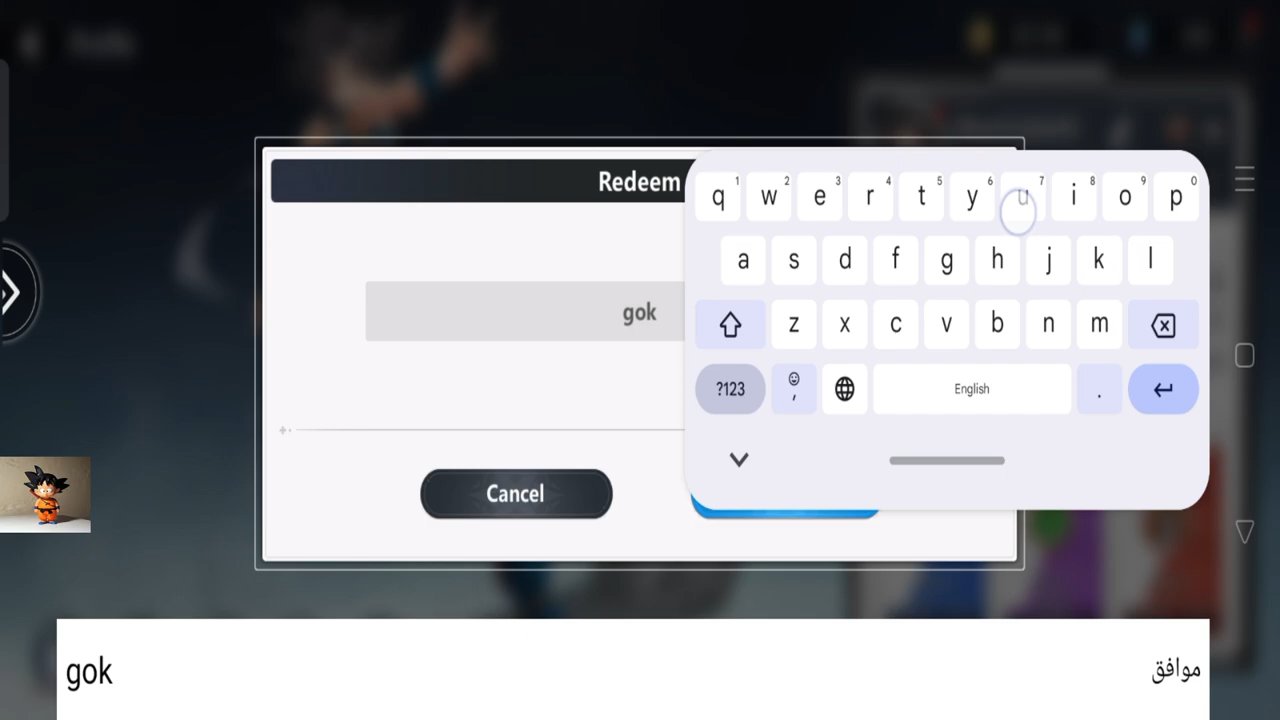 Redeem
gok
Cancel
q 1 w 2 e 3 r 4 t 5 y 6 u 7 i 8 o 9 p 0
a s d f g h j k l
z x c v b n m
?123 , English .
gok
موافق